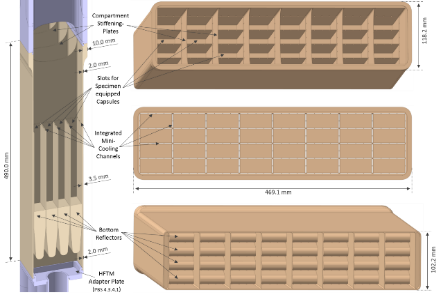 Compartment
Stiffening-
Plates
10.0 mm
2.0 mm
Slots for
Specimen
equipped
Capsules
Integrated
Mini-
Cooling
Channels
3.5 mm
Bottom
Reflectors
2.0 mm
HFTM
Adapter Plate
490.0 mm
118.2 mm
469.1 mm
102.2 mm